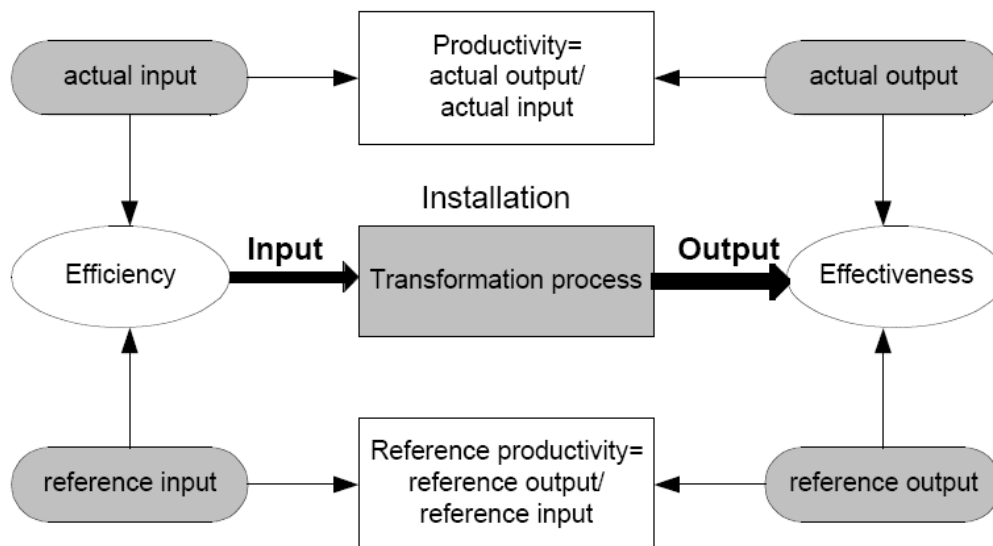 actual input
Productivity=
actual output/
actual input
actual output
Installation
Efficiency
Input
Transformation process
Output
Effectiveness
reference input
Reference productivity=
reference output/
reference input
reference output